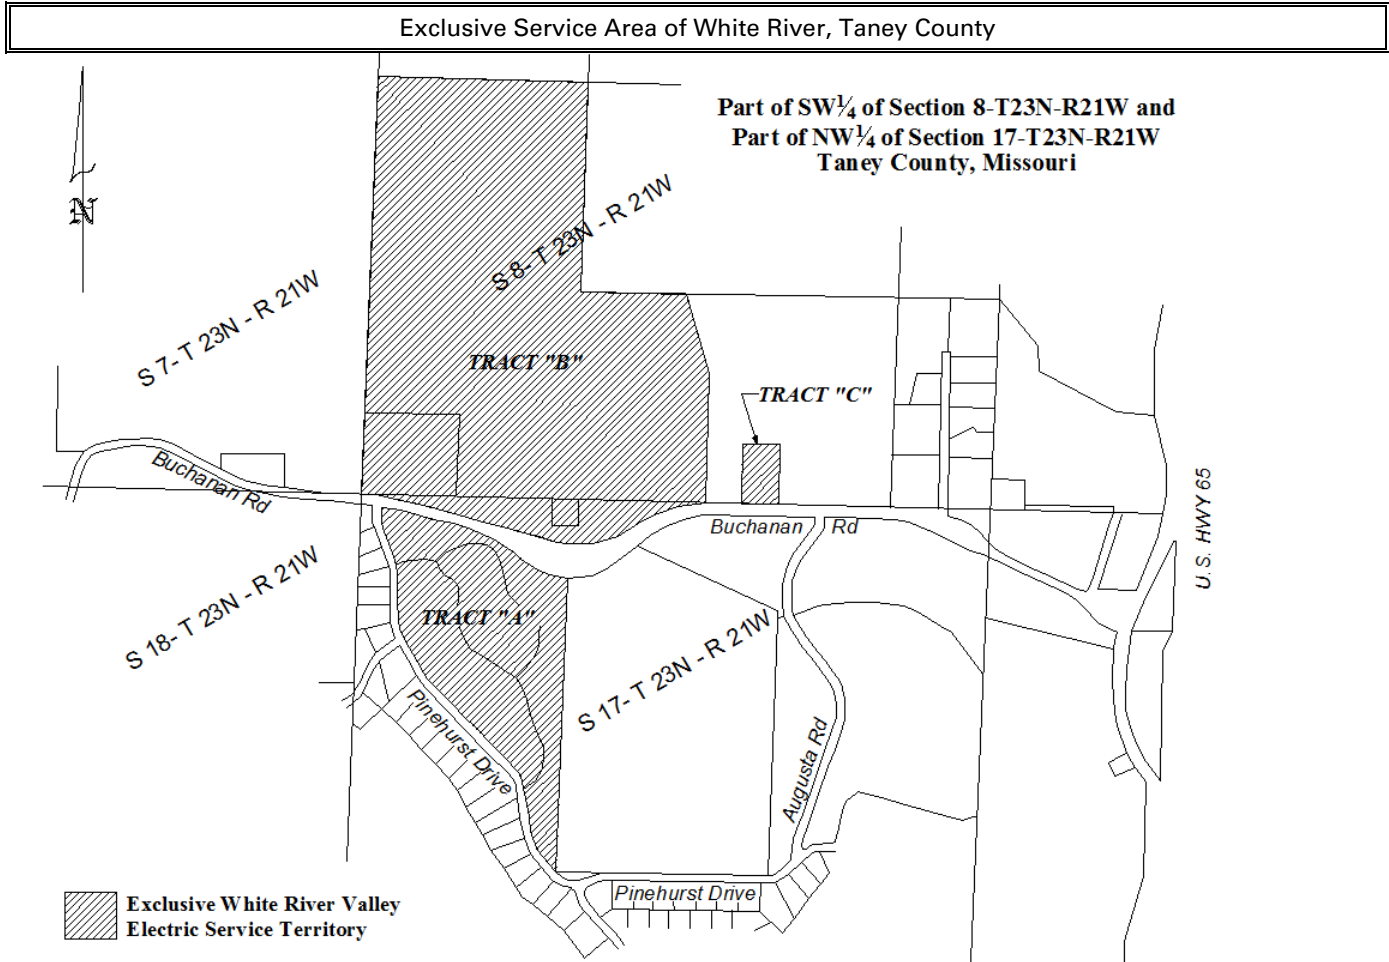 Exclusive Service Area of White River, Taney County
Part of SW¼ of Section 8-T23N-R21W and
Part of NW¼ of Section 17-T23N-R21W
Taney County, Missouri
N
S 8- T 23N - R 21W
S 7- T 23N - R 21W
TRACT "B"
TRACT "C"
Buchanan Rd
U.S. HWY 65
Buchanan Rd
S 18- T 23N - R 21W
TRACT "A"
S 17- T 23N - R 21W
Pinehurst Drive
Augusta Rd
Pinehurst Drive
Exclusive White River Valley
Electric Service Territory